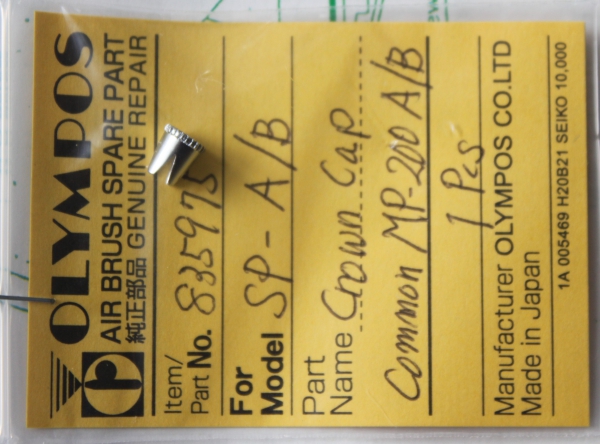 OLYMPOS
AIR BRUSH SPARE PART
純正部品 GENUINE REPAIR
Item/
Part No. 835975
For
Model SP-A/B
Part
Name Crown Cap
Common MP-200 A/B
1 Pcs
Manufacturer OLYMPOS CO.LTD
Made in Japan
1A 005469 H20B21 SEIKO 10,000